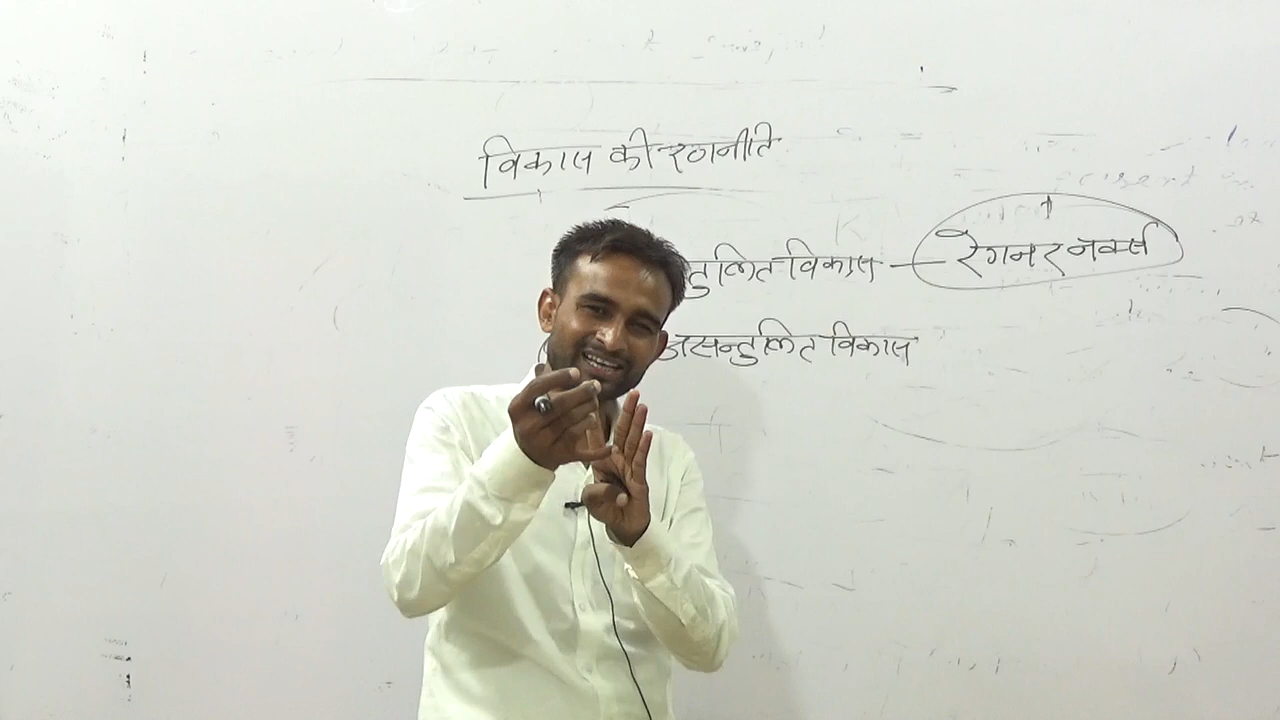 विकास की रणनीति
तुलित विकास — रेगनर नर्क्स
असन्तुलित विकास